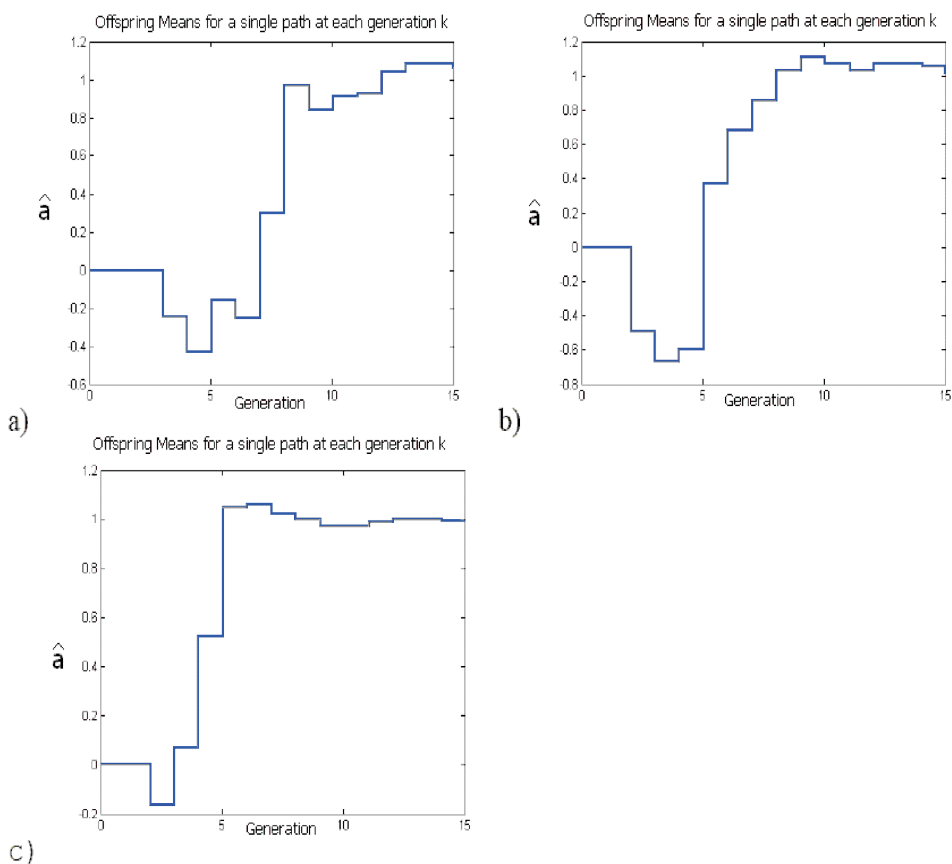 Offspring Means for a single path at each generation k
1.2
1
0.8
0.6
0.4
0.2
0
-0.2
-0.4
-0.6
â
0 5 10 15
Generation
a)
Offspring Means for a single path at each generation k
1.2
1
0.8
0.6
0.4
0.2
0
-0.2
-0.4
-0.6
-0.8
â
0 5 10 15
Generation
b)
Offspring Means for a single path at each generation k
1.2
1
0.8
0.6
0.4
0.2
0
-0.2
â
0 5 10 15
Generation
c)